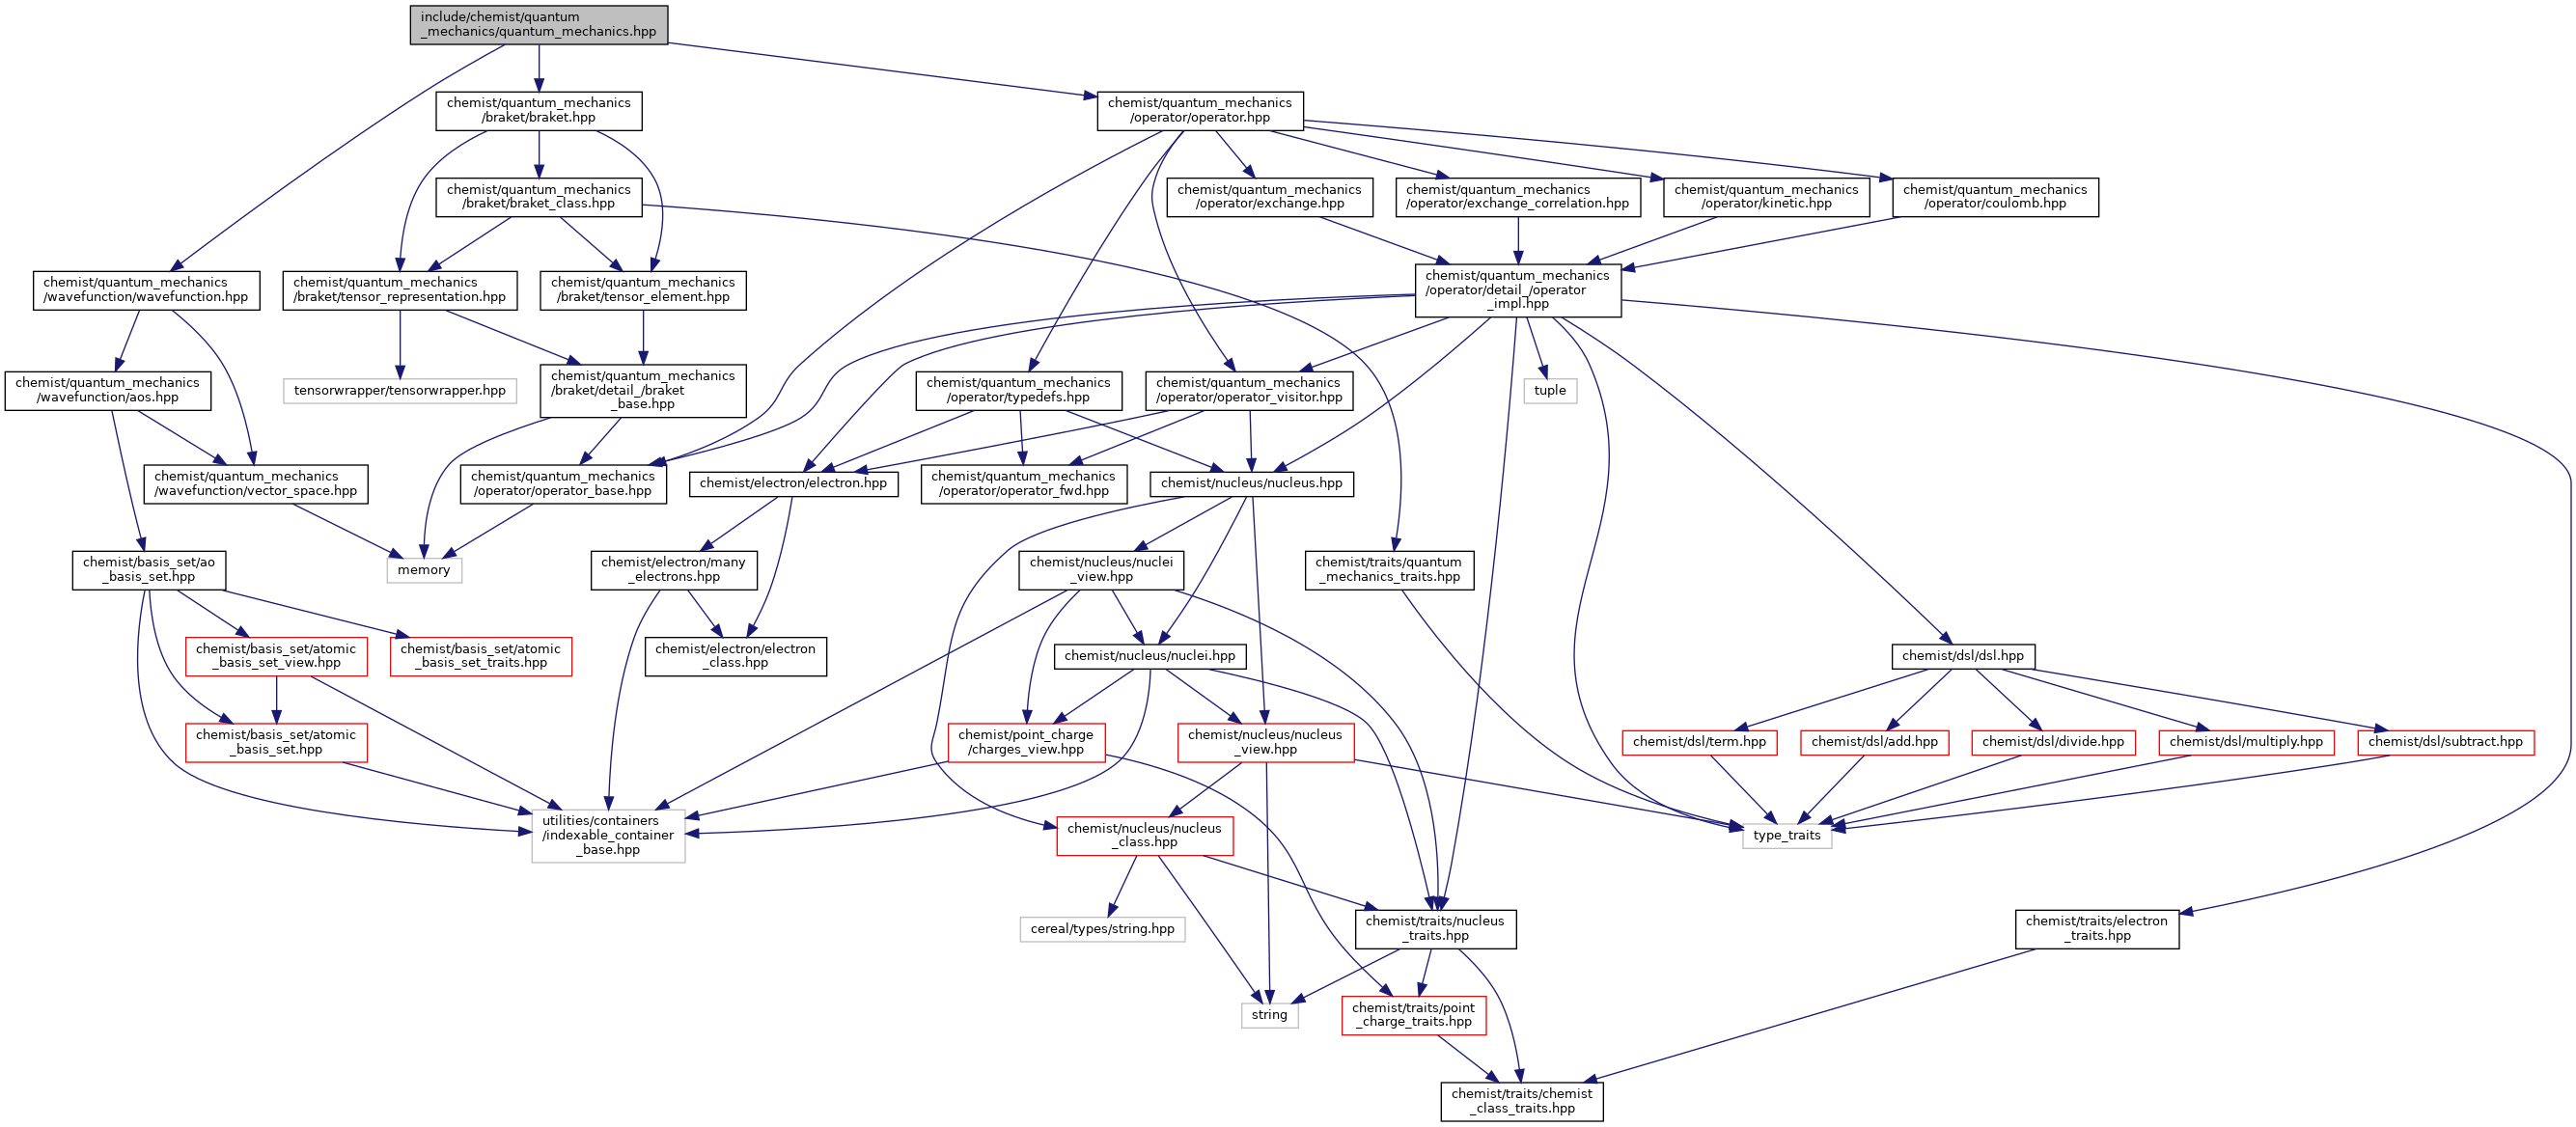 include/chemist/quantum
_mechanics/quantum_mechanics.hpp
chemist/quantum_mechanics
/braket/braket.hpp
chemist/quantum_mechanics
/operator/operator.hpp
chemist/quantum_mechanics
/braket/braket_class.hpp
chemist/quantum_mechanics
/operator/exchange.hpp
chemist/quantum_mechanics
/operator/exchange_correlation.hpp
chemist/quantum_mechanics
/operator/kinetic.hpp
chemist/quantum_mechanics
/operator/coulomb.hpp
chemist/quantum_mechanics
/wavefunction/wavefunction.hpp
chemist/quantum_mechanics
/braket/tensor_representation.hpp
chemist/quantum_mechanics
/braket/tensor_element.hpp
chemist/quantum_mechanics
/operator/detail_/operator
_impl.hpp
chemist/quantum_mechanics
/wavefunction/aos.hpp
tensorwrapper/tensorwrapper.hpp
chemist/quantum_mechanics
/braket/detail_/braket
_base.hpp
chemist/quantum_mechanics
/operator/typedefs.hpp
chemist/quantum_mechanics
/operator/operator_visitor.hpp
tuple
chemist/quantum_mechanics
/wavefunction/vector_space.hpp
chemist/quantum_mechanics
/operator/operator_base.hpp
chemist/electron/electron.hpp
chemist/quantum_mechanics
/operator/operator_fwd.hpp
chemist/nucleus/nucleus.hpp
chemist/basis_set/ao
_basis_set.hpp
memory
chemist/electron/many
_electrons.hpp
chemist/nucleus/nuclei
_view.hpp
chemist/traits/quantum
_mechanics_traits.hpp
chemist/basis_set/atomic
_basis_set_view.hpp
chemist/basis_set/atomic
_basis_set_traits.hpp
chemist/electron/electron
_class.hpp
chemist/nucleus/nuclei.hpp
chemist/dsl/dsl.hpp
chemist/basis_set/atomic
_basis_set.hpp
chemist/point_charge
/charges_view.hpp
chemist/nucleus/nucleus
_view.hpp
chemist/dsl/term.hpp
chemist/dsl/add.hpp
chemist/dsl/divide.hpp
chemist/dsl/multiply.hpp
chemist/dsl/subtract.hpp
utilities/containers
/indexable_container
_base.hpp
chemist/nucleus/nucleus
_class.hpp
type_traits
cereal/types/string.hpp
chemist/traits/nucleus
_traits.hpp
chemist/traits/electron
_traits.hpp
string
chemist/traits/point
_charge_traits.hpp
chemist/traits/chemist
_class_traits.hpp